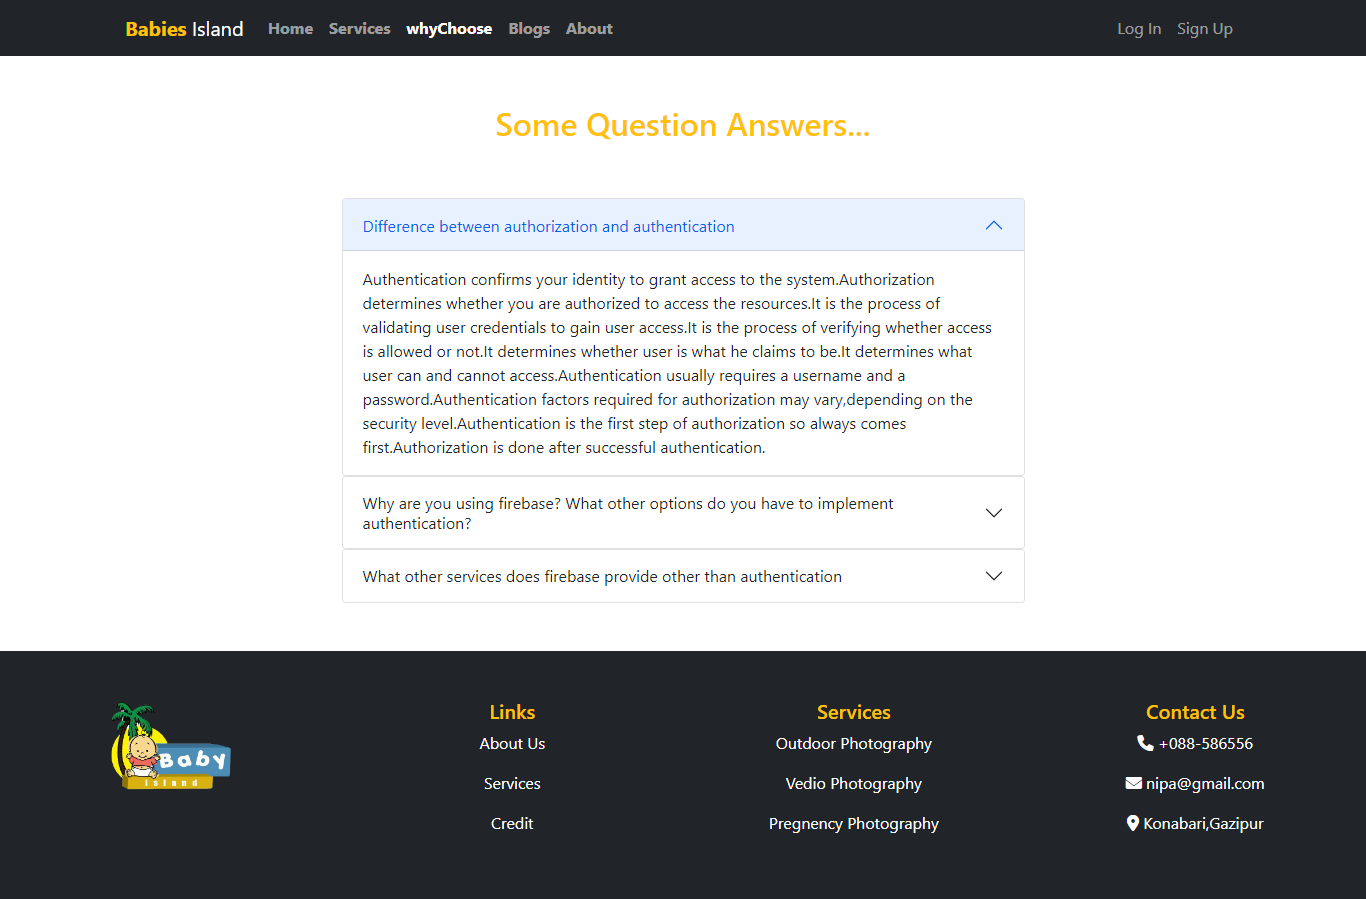 Babies Island Home Services whyChoose Blogs About Log In Sign Up
Some Question Answers...
Difference between authorization and authentication
Authentication confirms your identity to grant access to the system.Authorization
determines whether you are authorized to access the resources.It is the process of
validating user credentials to gain user access.It is the process of verifying whether access
is allowed or not.It determines whether user is what he claims to be.It determines what
user can and cannot access.Authentication usually requires a username and a
password.Authentication factors required for authorization may vary,depending on the
security level.Authentication is the first step of authorization so always comes
first.Authorization is done after successful authentication.
Why are you using firebase? What other options do you have to implement
authentication?
What other services does firebase provide other than authentication
Baby
Island
Links
About Us
Services
Credit
Services
Outdoor Photography
Vedio Photography
Pregnency Photography
Contact Us
+088-586556
nipa@gmail.com
Konabari,Gazipur